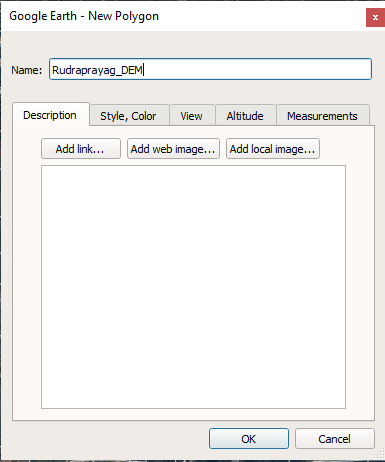 Google Earth - New Polygon
x
Name: Rudraprayag_DEM
Description Style, Color View Altitude Measurements
Add link... Add web image... Add local image...
OK Cancel